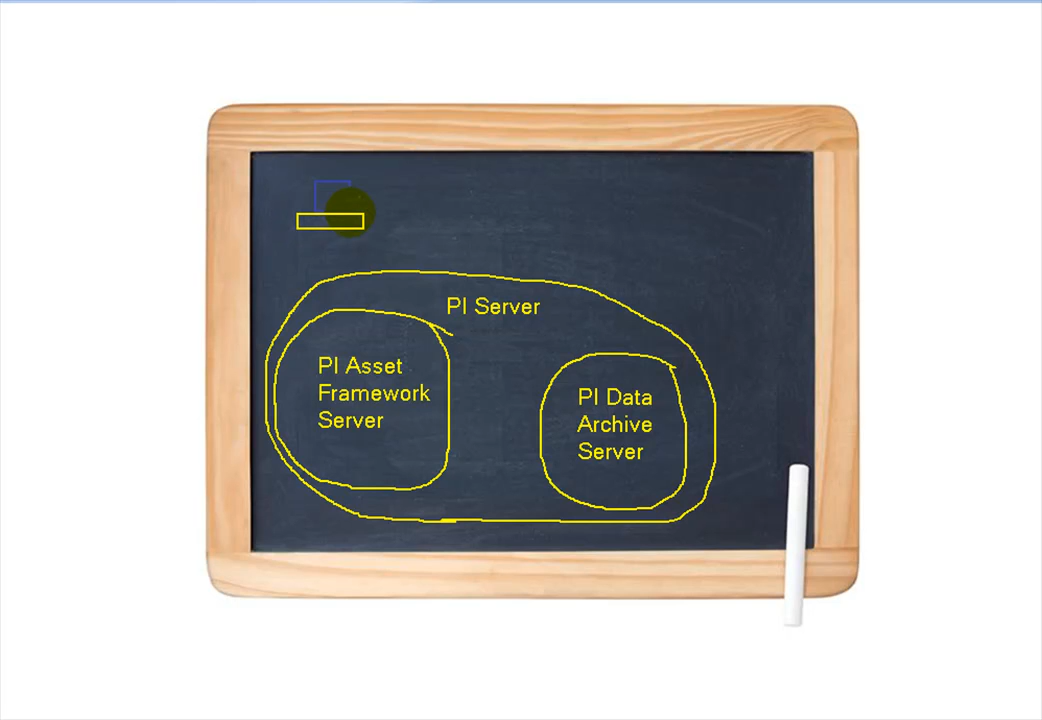 PI Server
PI Asset
Framework
Server
PI Data
Archive
Server